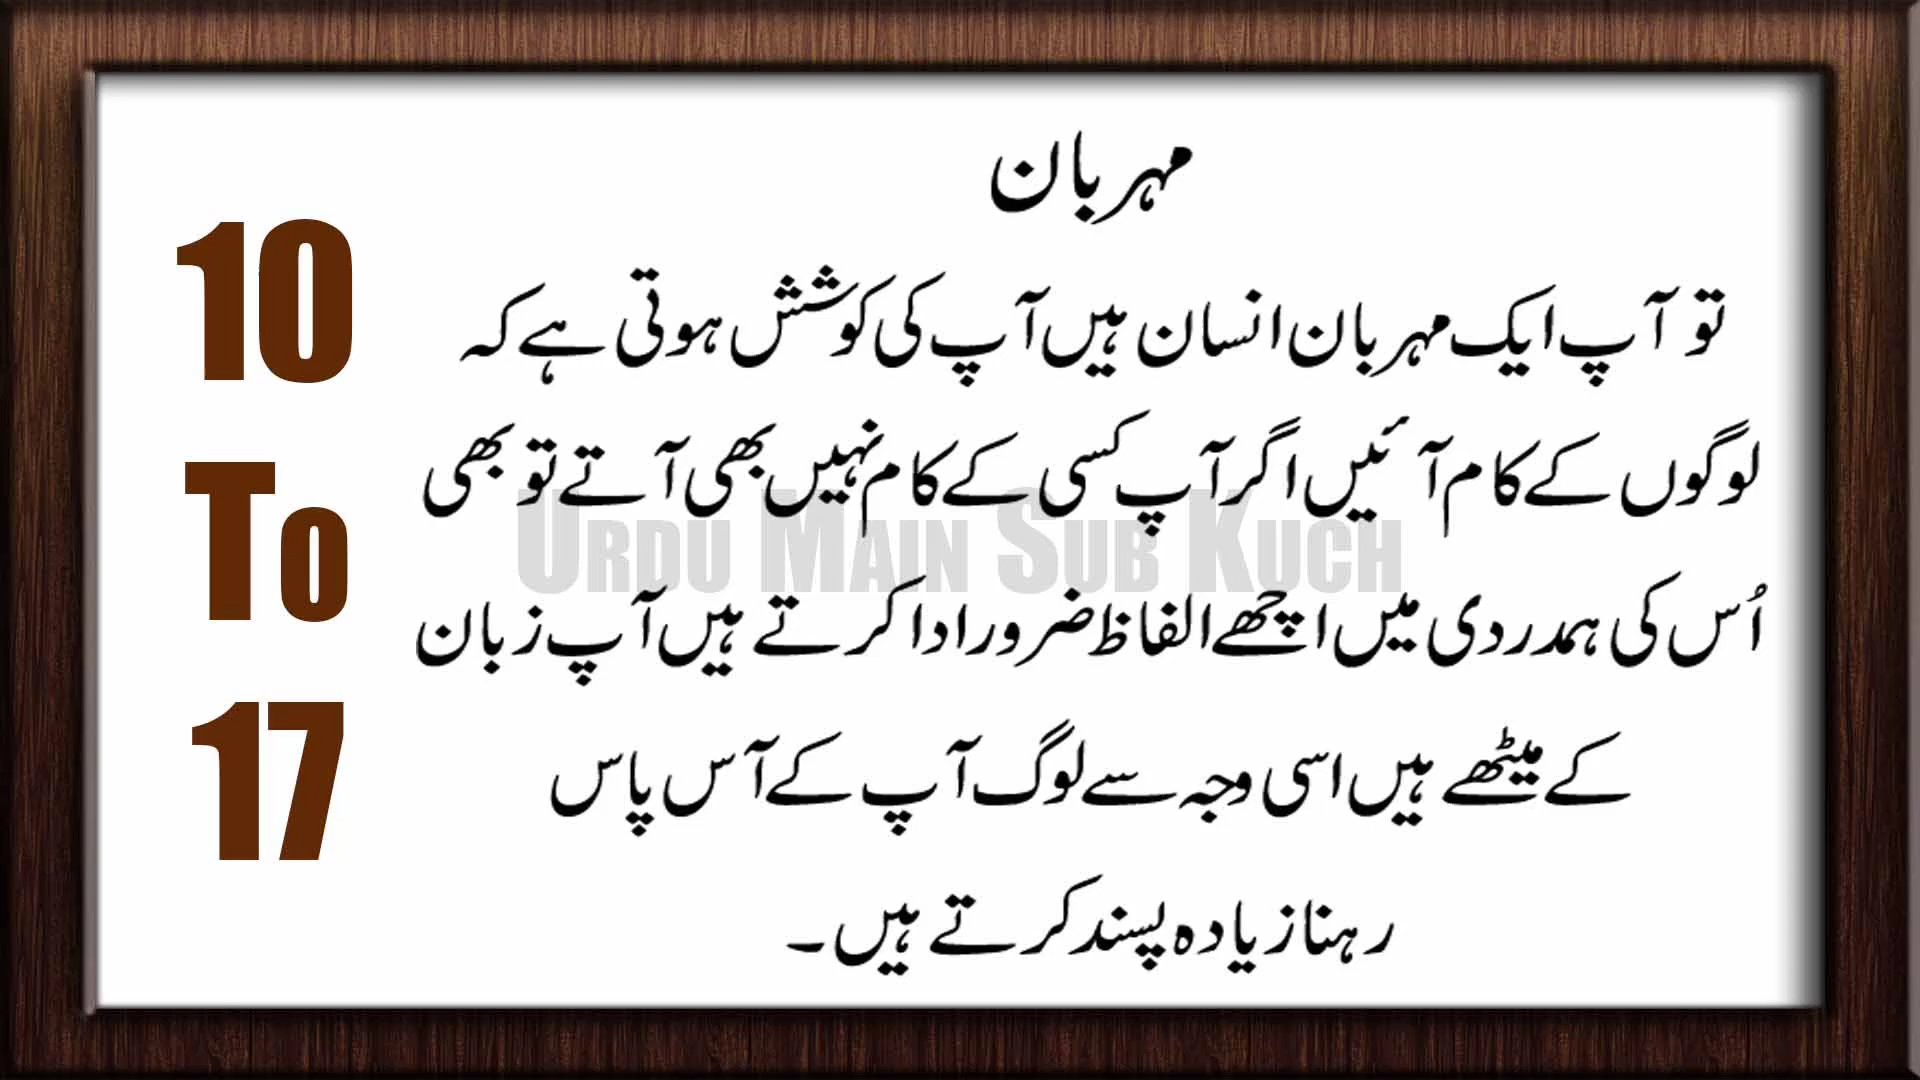 مہربان
تو آپ ایک مہربان انسان ہیں آپ کی کوشش ہوتی ہے کہ
لوگوں کے کام آئیں اگر آپ کسی کے کام نہیں بھی آتے تو بھی
اُس کی ہمدردی میں اچھے الفاظ ضرور ادا کرتے ہیں آپ زبان
کے میٹھے ہیں اسی وجہ سے لوگ آپ کے آس پاس
رہنا زیادہ پسند کرتے ہیں۔
10
To
17
Urdu Main Sub Kuch